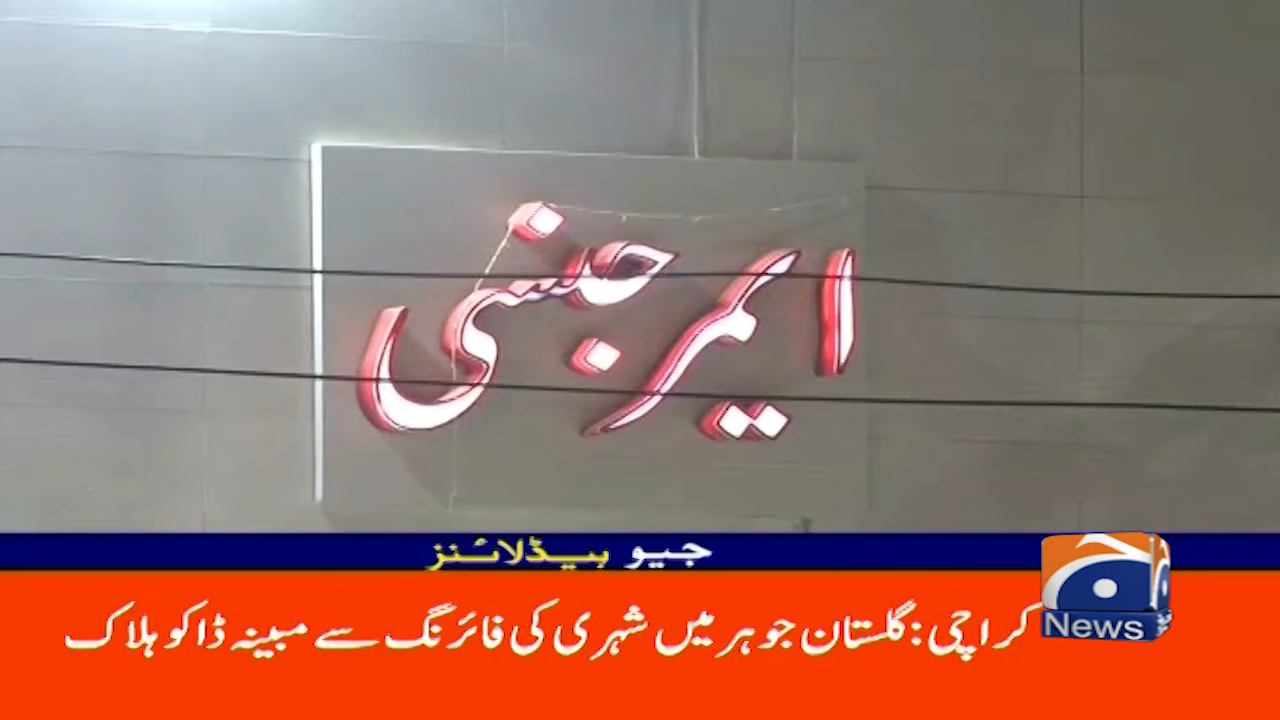 ایمرجنسی
جیو ہیڈلائنز
کراچی: گلستان جوہر میں شہری کی فائرنگ سے مبینہ ڈاکو ہلاک
News